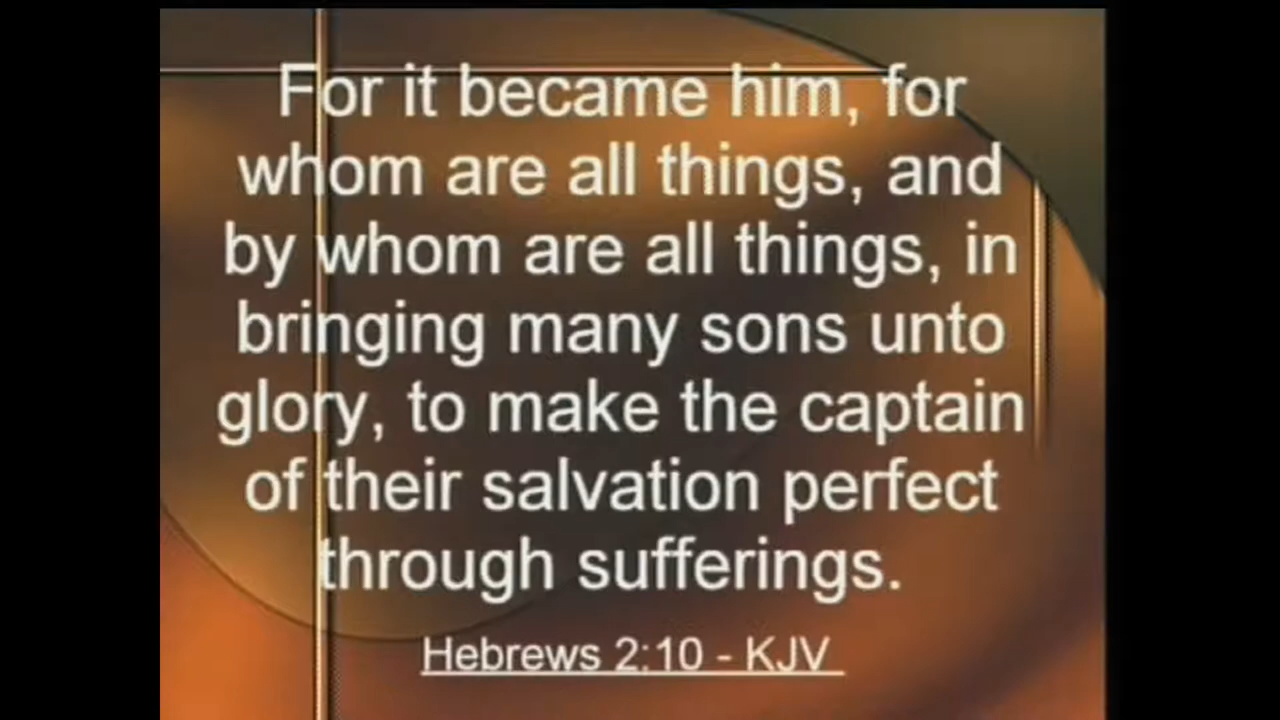 For it became him, for
whom are all things, and
by whom are all things, in
bringing many sons unto
glory, to make the captain
of their salvation perfect
through sufferings.
Hebrews 2:10 - KJV